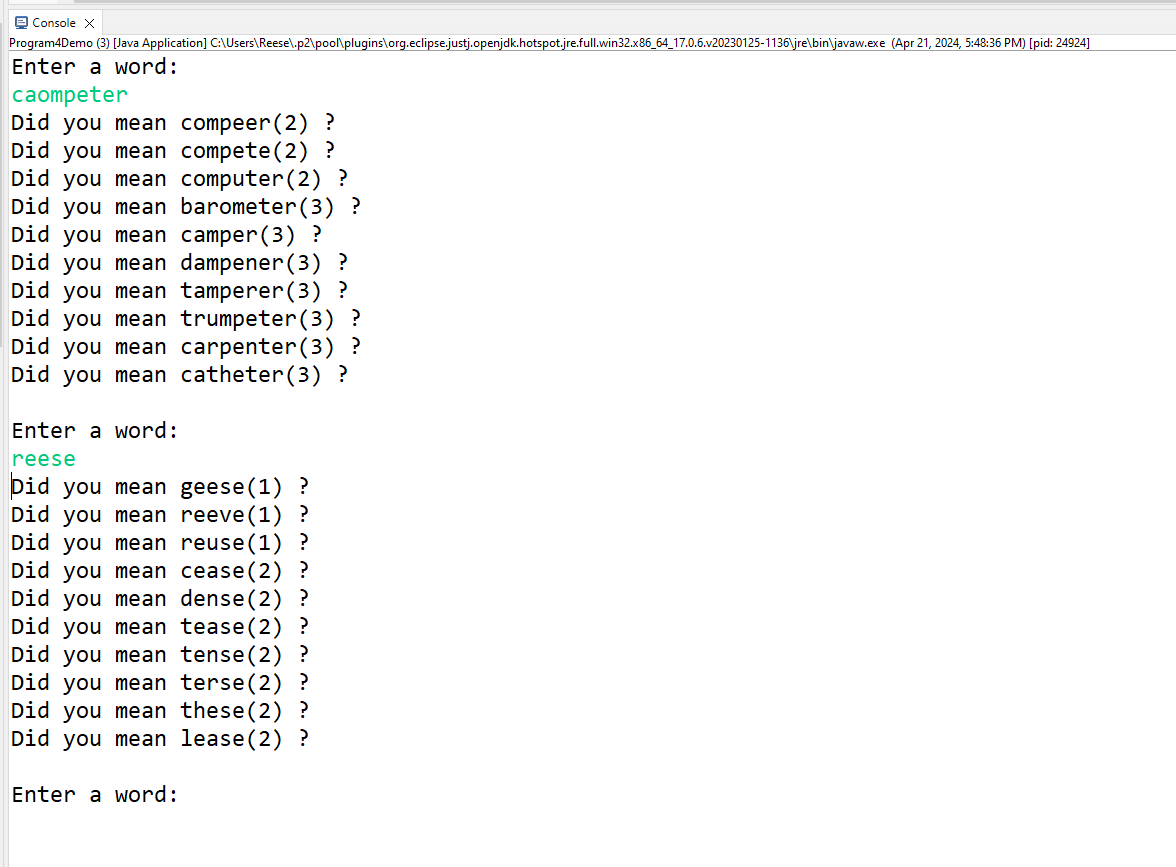 Console
Program4Demo (3) [Java Application] C:\Users\Reese\.p2\pool\plugins\org.eclipse.justj.openjdk.hotspot.jre.full.win32.x86_64_17.0.6.v20230125-1136\jre\bin\javaw.exe (Apr 21, 2024, 5:48:36 PM) [pid: 24924]
Enter a word:
caompeter
Did you mean compeer(2) ?
Did you mean compete(2) ?
Did you mean computer(2) ?
Did you mean barometer(3) ?
Did you mean camper(3) ?
Did you mean dampener(3) ?
Did you mean tamperer(3) ?
Did you mean trumpeter(3) ?
Did you mean carpenter(3) ?
Did you mean catheter(3) ?
Enter a word:
reese
Did you mean geese(1) ?
Did you mean reeve(1) ?
Did you mean reuse(1) ?
Did you mean cease(2) ?
Did you mean dense(2) ?
Did you mean tease(2) ?
Did you mean tense(2) ?
Did you mean terse(2) ?
Did you mean these(2) ?
Did you mean lease(2) ?
Enter a word: